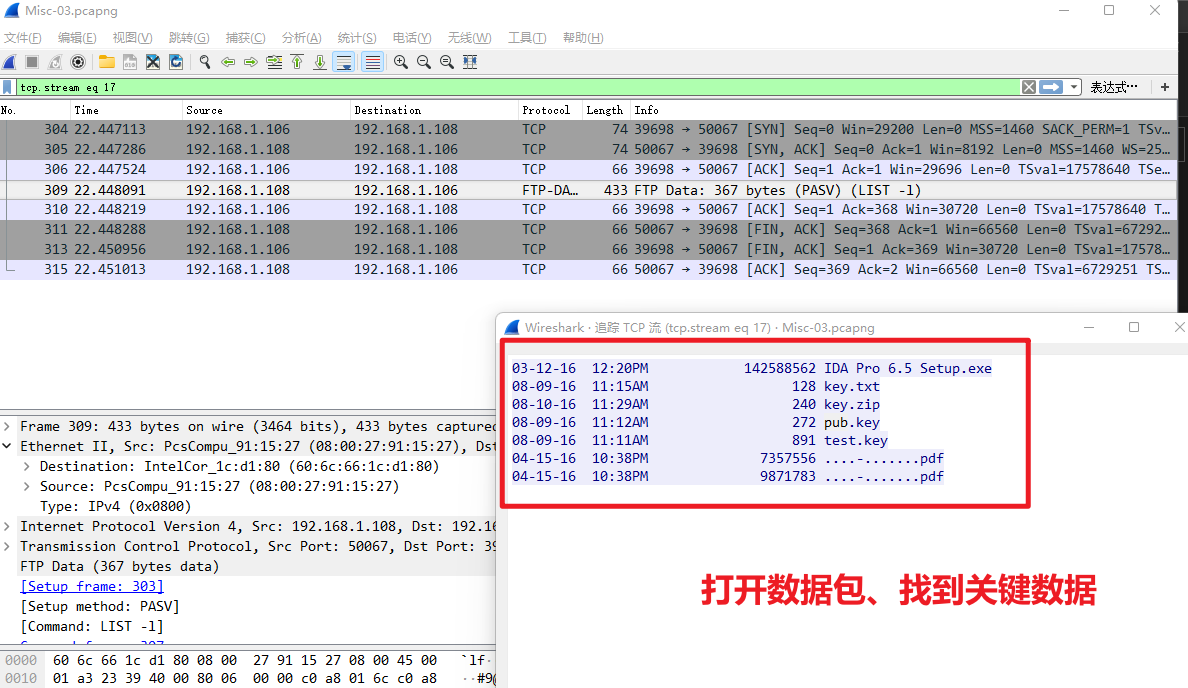 Misc-03.pcapng
文件(F) 编辑(E) 视图(V) 跳转(G) 捕获(C) 分析(A) 统计(S) 电话(Y) 无线(W) 工具(T) 帮助(H)
tcp.stream eq 17 表达式… +
No. Time Source Destination Protocol Length Info
304 22.447113 192.168.1.106 192.168.1.108 TCP 74 39698 → 50067 [SYN] Seq=0 Win=29200 Len=0 MSS=1460 SACK_PERM=1 TSv…
305 22.447286 192.168.1.108 192.168.1.106 TCP 74 50067 → 39698 [SYN, ACK] Seq=0 Ack=1 Win=8192 Len=0 MSS=1460 WS=25…
306 22.447524 192.168.1.106 192.168.1.108 TCP 66 39698 → 50067 [ACK] Seq=1 Ack=1 Win=29696 Len=0 TSval=17578640 TSe…
309 22.448091 192.168.1.108 192.168.1.106 FTP-DA… 433 FTP Data: 367 bytes (PASV) (LIST -l)
310 22.448219 192.168.1.106 192.168.1.108 TCP 66 39698 → 50067 [ACK] Seq=1 Ack=368 Win=30720 Len=0 TSval=17578640 T…
311 22.448288 192.168.1.108 192.168.1.106 TCP 66 50067 → 39698 [FIN, ACK] Seq=368 Ack=1 Win=66560 Len=0 TSval=67292…
313 22.450956 192.168.1.106 192.168.1.108 TCP 66 39698 → 50067 [FIN, ACK] Seq=1 Ack=369 Win=30720 Len=0 TSval=17578…
315 22.451013 192.168.1.108 192.168.1.106 TCP 66 50067 → 39698 [ACK] Seq=369 Ack=2 Win=66560 Len=0 TSval=6729251 TS…
Wireshark · 追踪 TCP 流 (tcp.stream eq 17) · Misc-03.pcapng
03-12-16 12:20PM 142588562 IDA Pro 6.5 Setup.exe
08-09-16 11:15AM 128 key.txt
08-10-16 11:29AM 240 key.zip
08-09-16 11:12AM 272 pub.key
08-09-16 11:11AM 891 test.key
04-15-16 10:38PM 7357556 ....-.......pdf
04-15-16 10:38PM 9871783 ....-.......pdf
打开数据包、找到关键数据
Frame 309: 433 bytes on wire (3464 bits), 433 bytes captured
Ethernet II, Src: PcsCompu_91:15:27 (08:00:27:91:15:27), Dst
Destination: IntelCor_1c:d1:80 (60:6c:66:1c:d1:80)
Source: PcsCompu_91:15:27 (08:00:27:91:15:27)
Type: IPv4 (0x0800)
Internet Protocol Version 4, Src: 192.168.1.108, Dst: 192.16
Transmission Control Protocol, Src Port: 50067, Dst Port: 39
FTP Data (367 bytes data)
[Setup frame: 303]
[Setup method: PASV]
[Command: LIST -l]
0000 60 6c 66 1c d1 80 08 00 27 91 15 27 08 00 45 00 `lf·
0010 01 a3 23 39 40 00 80 06 00 00 c0 a8 01 6c c0 a8 ··#9@